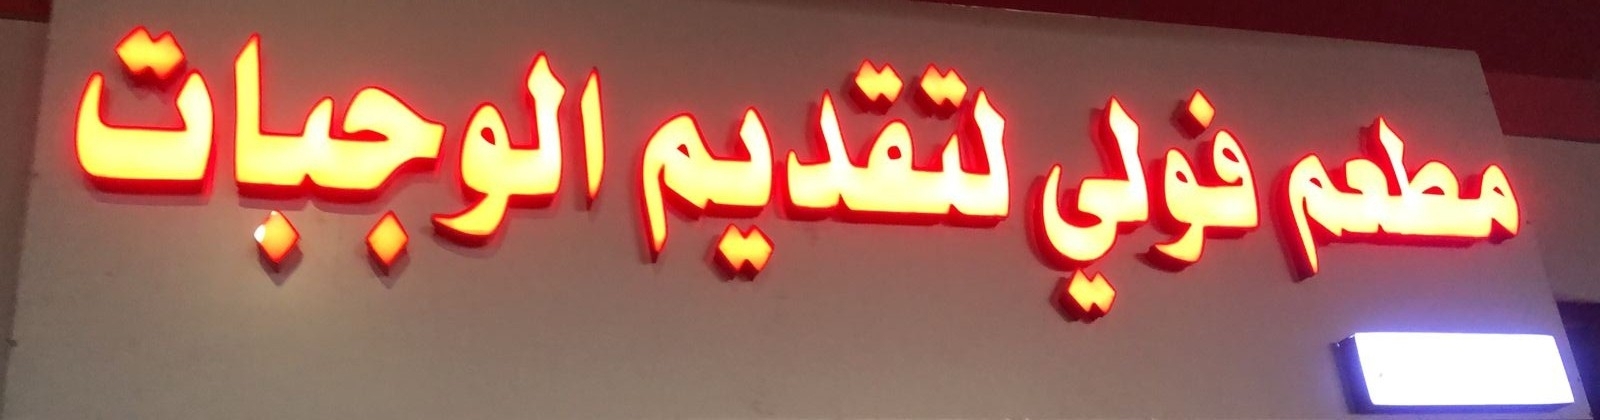 مطعم فولي لتقديم الوجبات